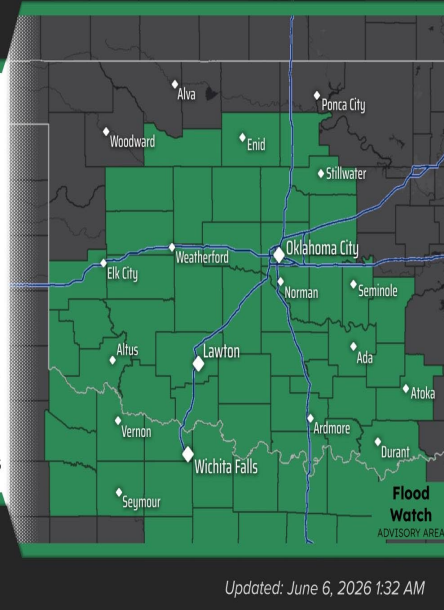 Alva
Ponca City
Woodward
Enid
Stillwater
Oklahoma City
Weatherford
Elk City
Norman
Seminole
Altus
Lawton
Ada
Atoka
Vernon
Ardmore
Durant
Wichita Falls
Seymour
Flood
Watch
ADVISORY AREA
Updated: June 6, 2026 1:32 AM